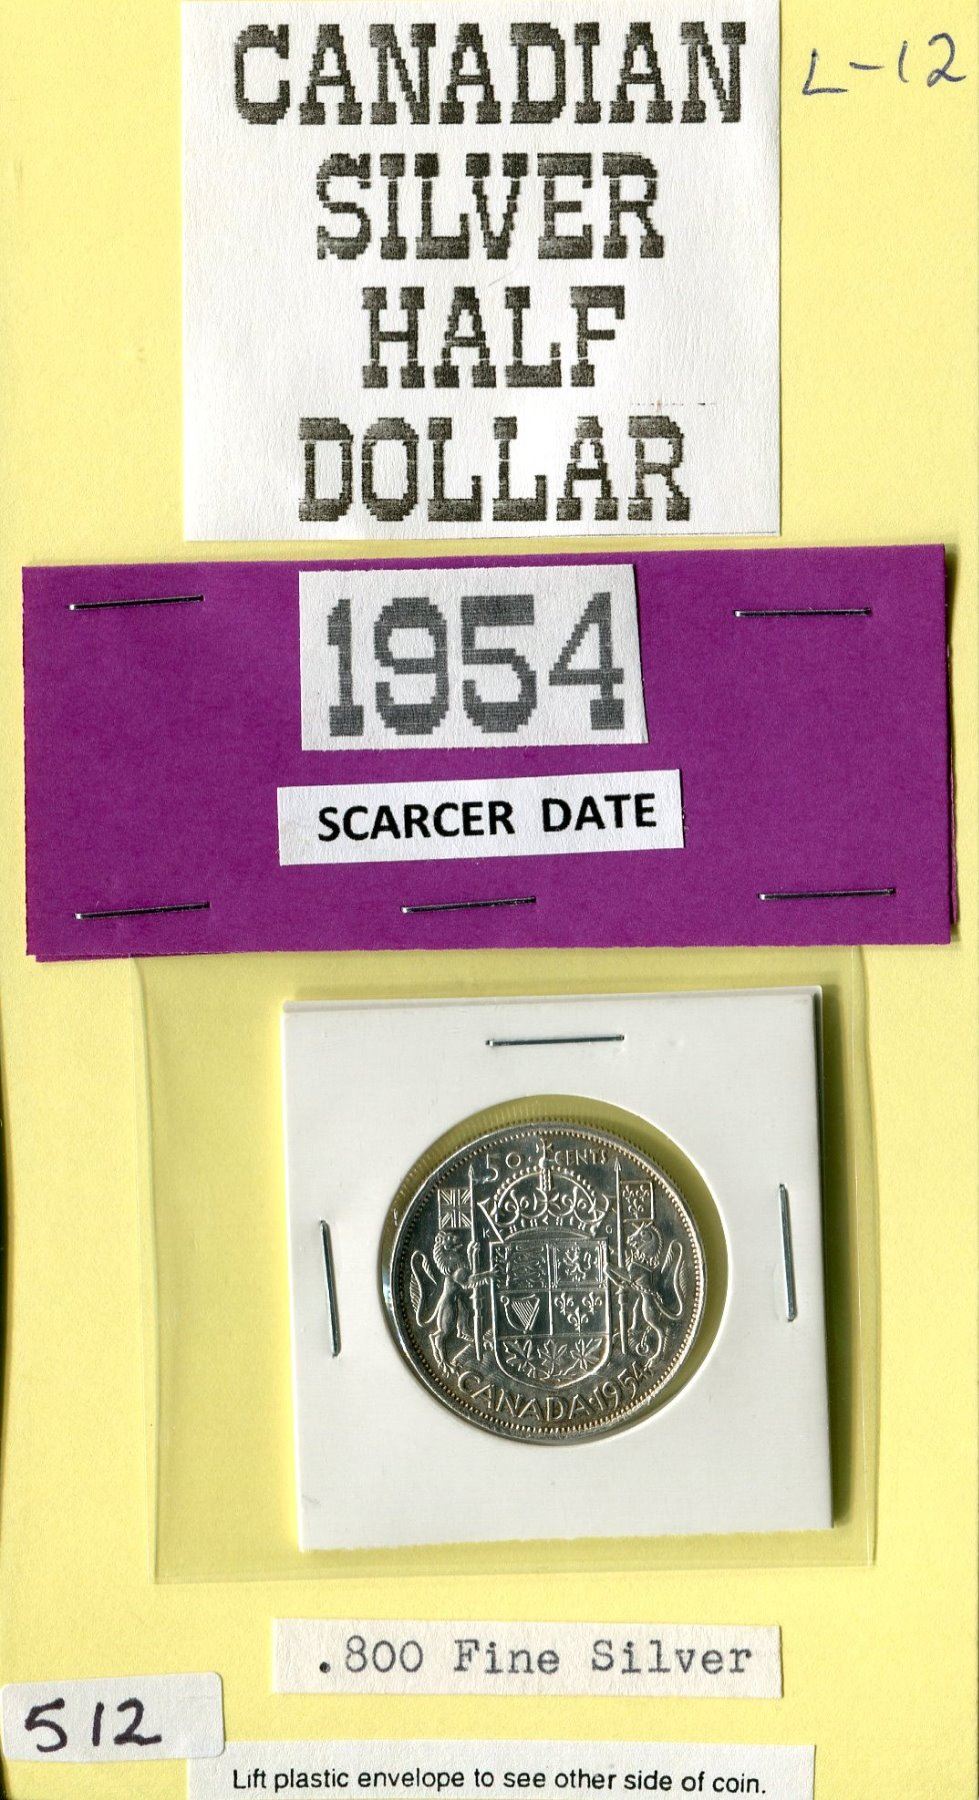 CANADIAN
SILVER
HALF
DOLLAR
L-12
1954
SCARCER DATE
50 CENTS
K G
CANADA·1954
.800 Fine Silver
512
Lift plastic envelope to see other side of coin.